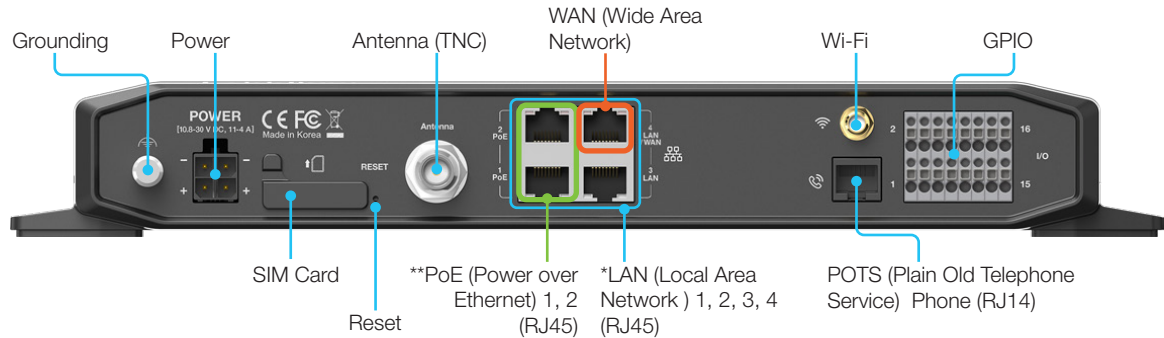 WAN (Wide Area
Network)
Grounding
Power
Antenna (TNC)
Wi-Fi
GPIO
POWER
[10.8-30 V DC, 11-4 A]
CE FC
Made in Korea
RESET
Antenna
2
PoE
1
PoE
4
LAN
/WAN
3
LAN
2
16
I/O
1
15
- -
+ +
SIM Card
Reset
**PoE (Power over
Ethernet) 1, 2
(RJ45)
*LAN (Local Area
Network ) 1, 2, 3, 4
(RJ45)
POTS (Plain Old Telephone
Service) Phone (RJ14)